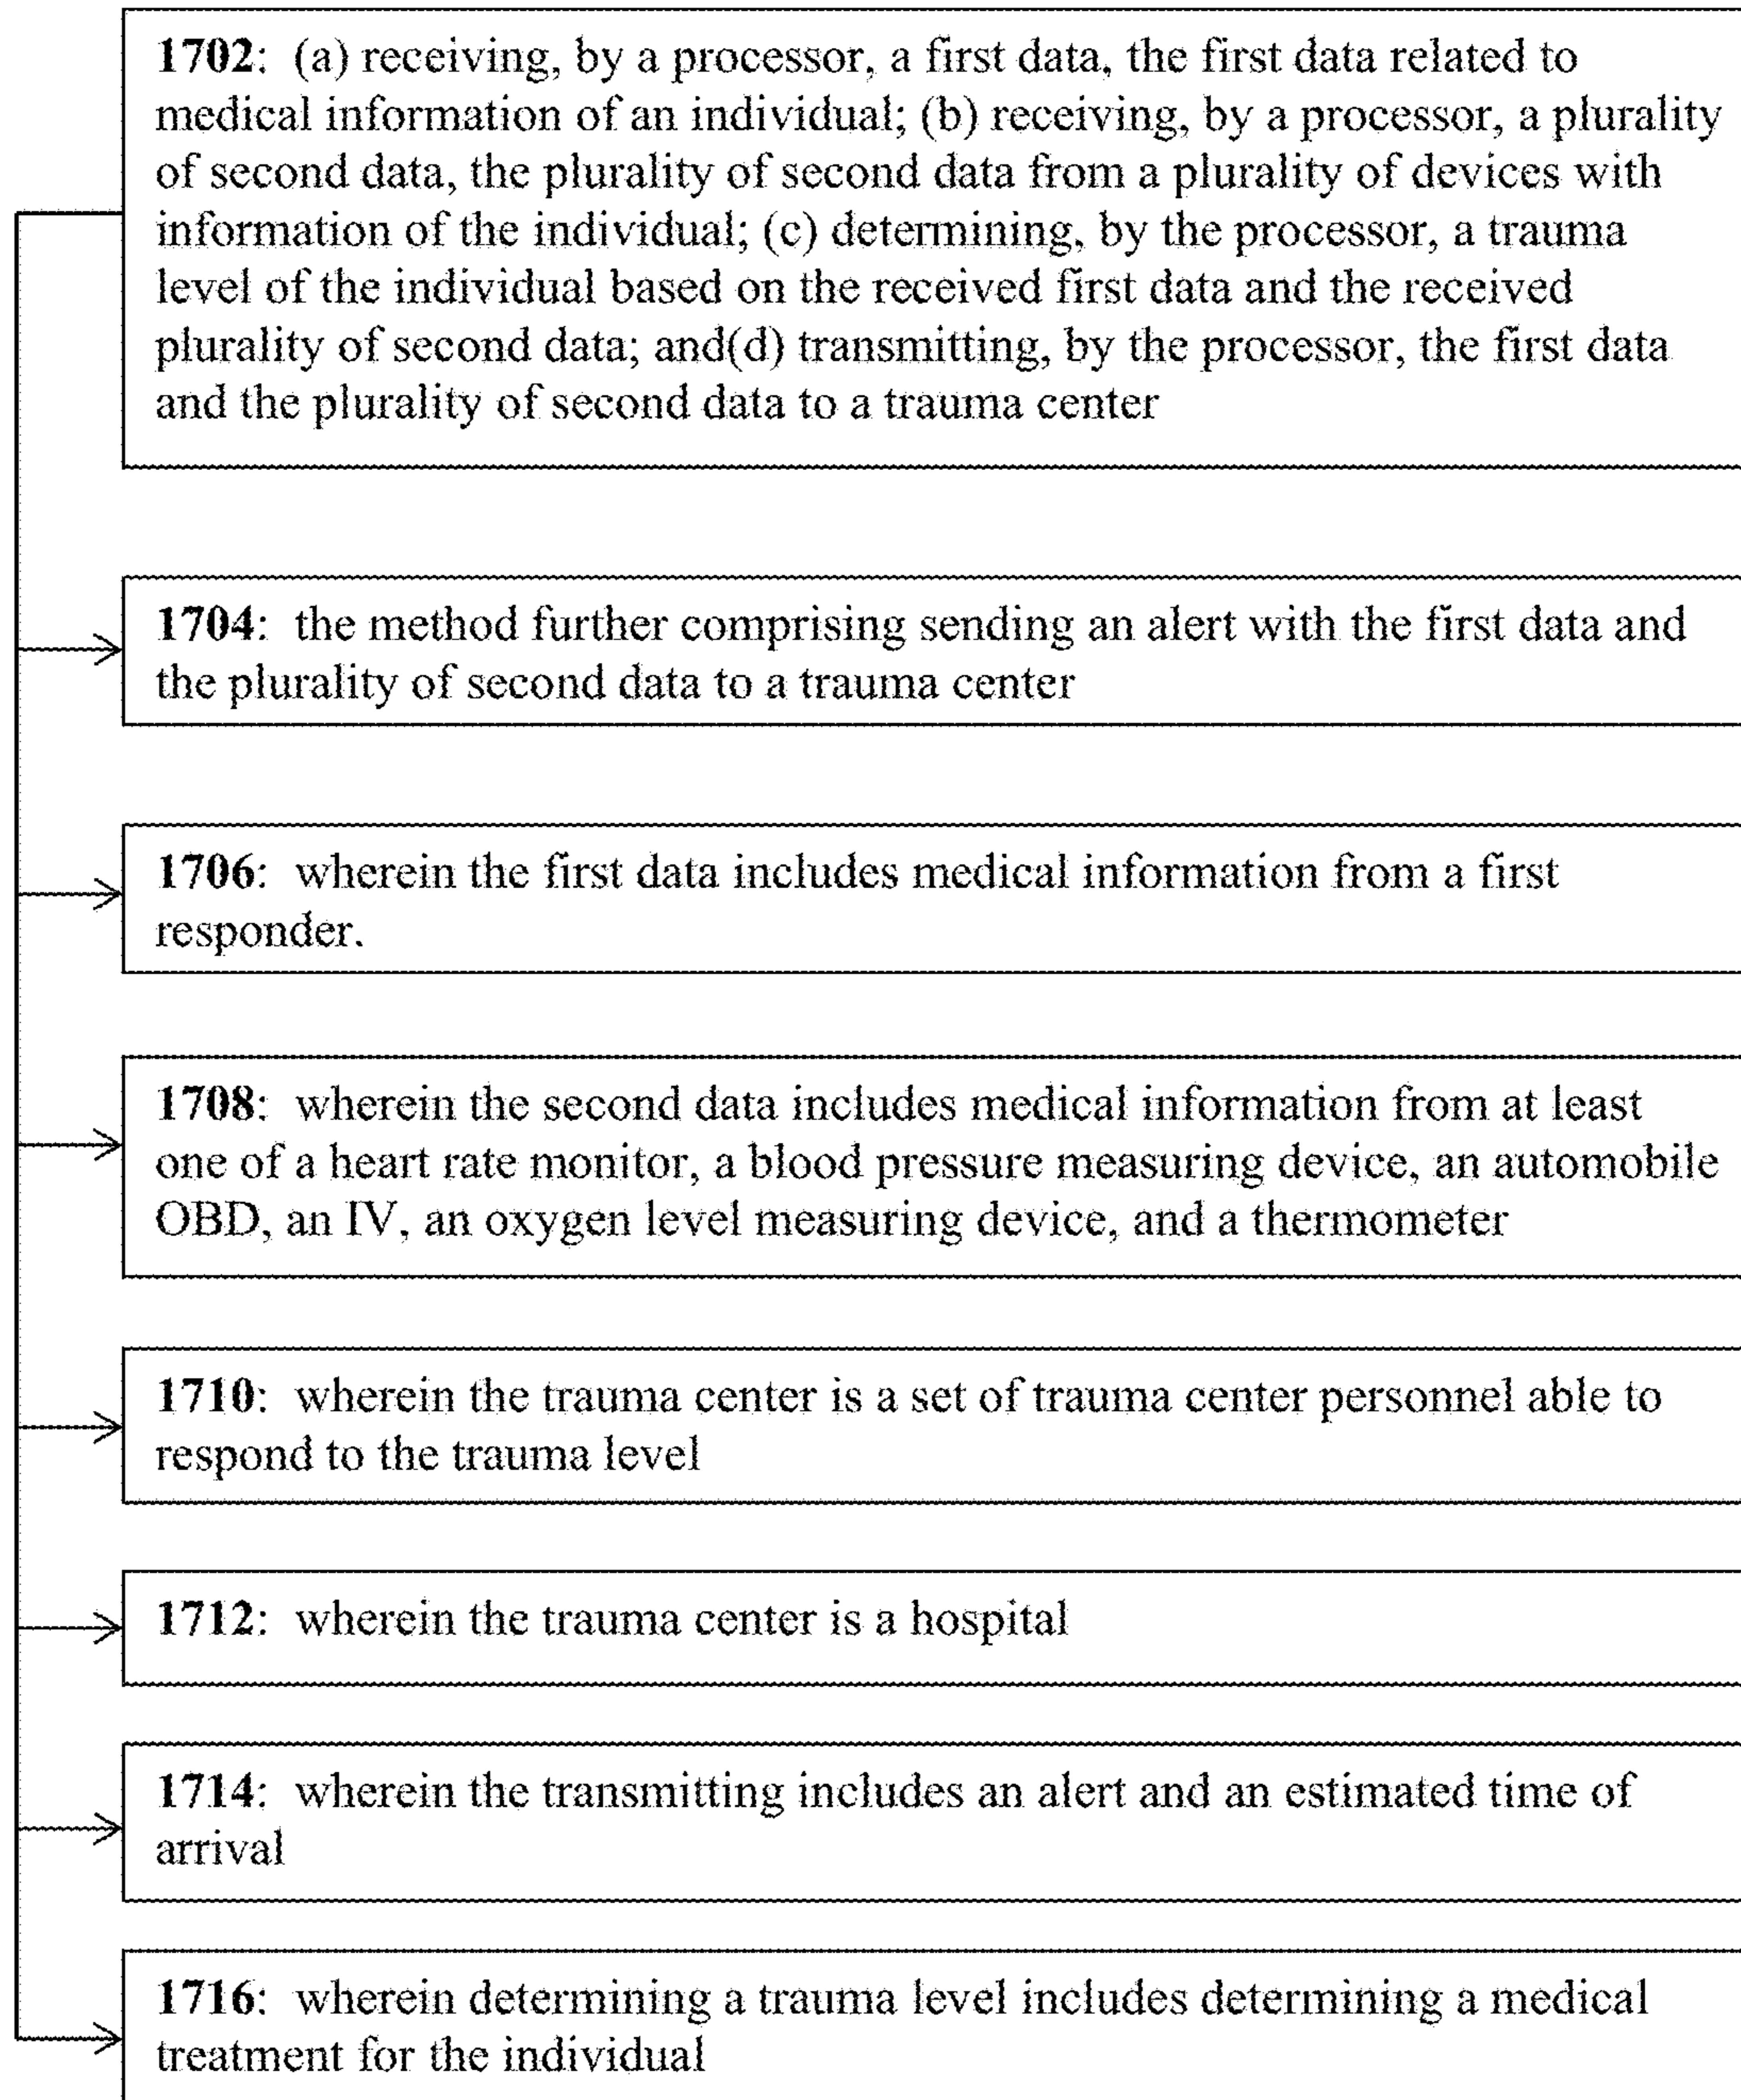 1702: (a) receiving, by a processor, a first data, the first data related to
medical information of an individual; (b) receiving, by a processor, a plurality
of second data, the plurality of second data from a plurality of devices with
information of the individual; (c) determining, by the processor, a trauma
level of the individual based on the received first data and the received
plurality of second data; and(d) transmitting, by the processor, the first data
and the plurality of second data to a trauma center
1704: the method further comprising sending an alert with the first data and
the plurality of second data to a trauma center
1706: wherein the first data includes medical information from a first
responder.
1708: wherein the second data includes medical information from at least
one of a heart rate monitor, a blood pressure measuring device, an automobile
OBD, an IV, an oxygen level measuring device, and a thermometer
1710: wherein the trauma center is a set of trauma center personnel able to
respond to the trauma level
1712: wherein the trauma center is a hospital
1714: wherein the transmitting includes an alert and an estimated time of
arrival
1716: wherein determining a trauma level includes determining a medical
treatment for the individual